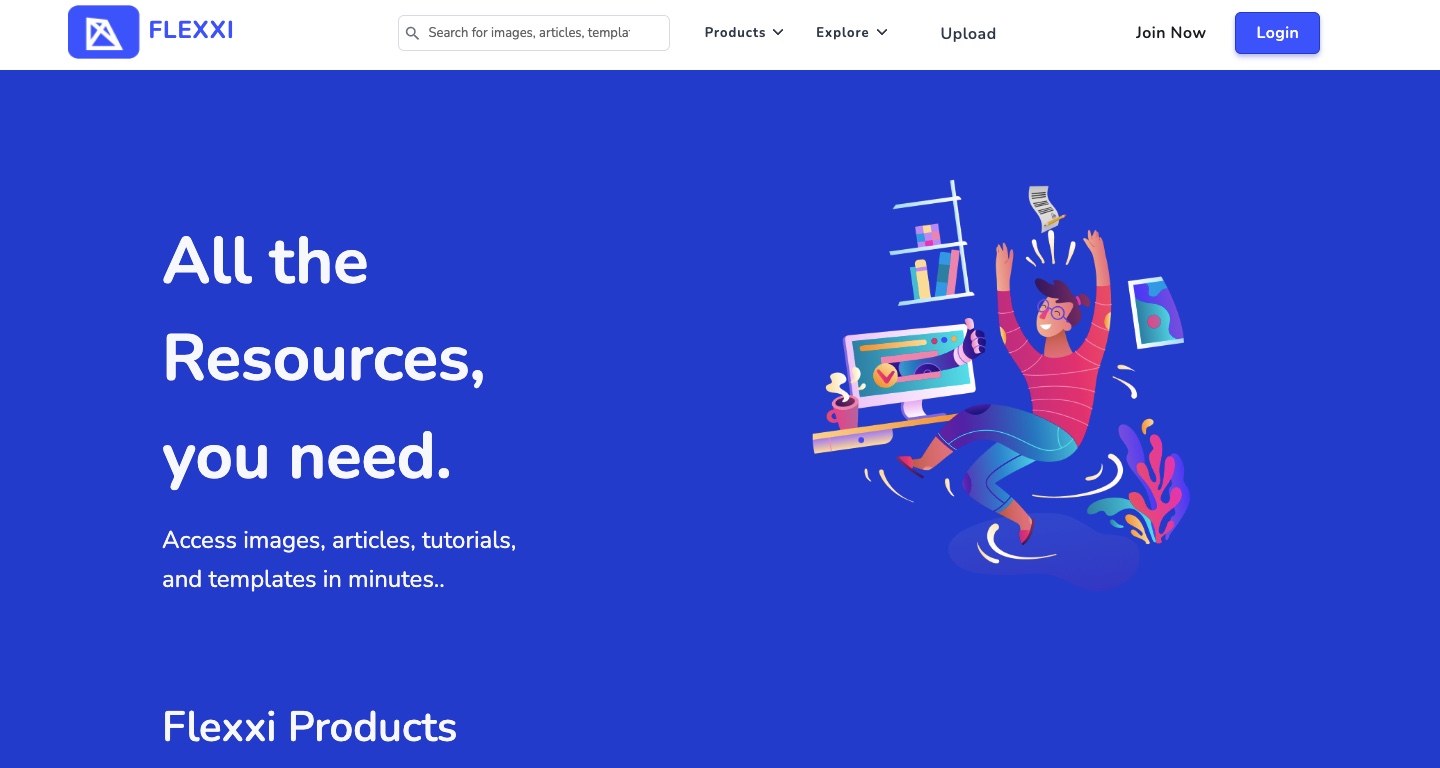 FLEXXI
Search for images, articles, templa
Products
Explore
Upload
Join Now
Login
All the
Resources,
you need.
Access images, articles, tutorials,
and templates in minutes..
Flexxi Products